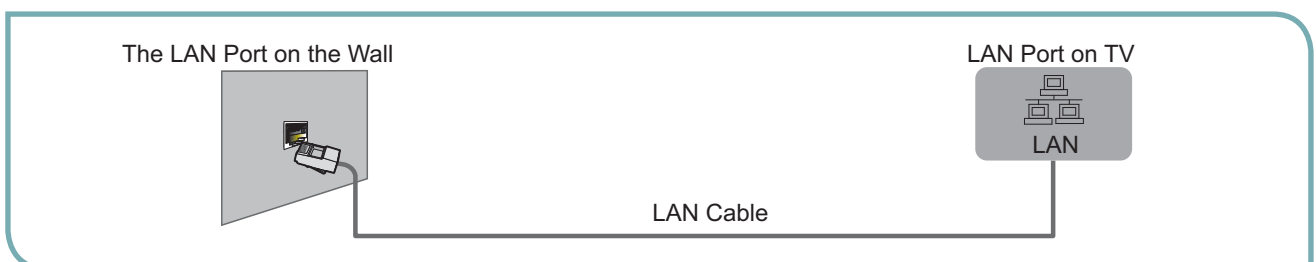 The LAN Port on the Wall
LAN Port on TV
LAN
LAN Cable